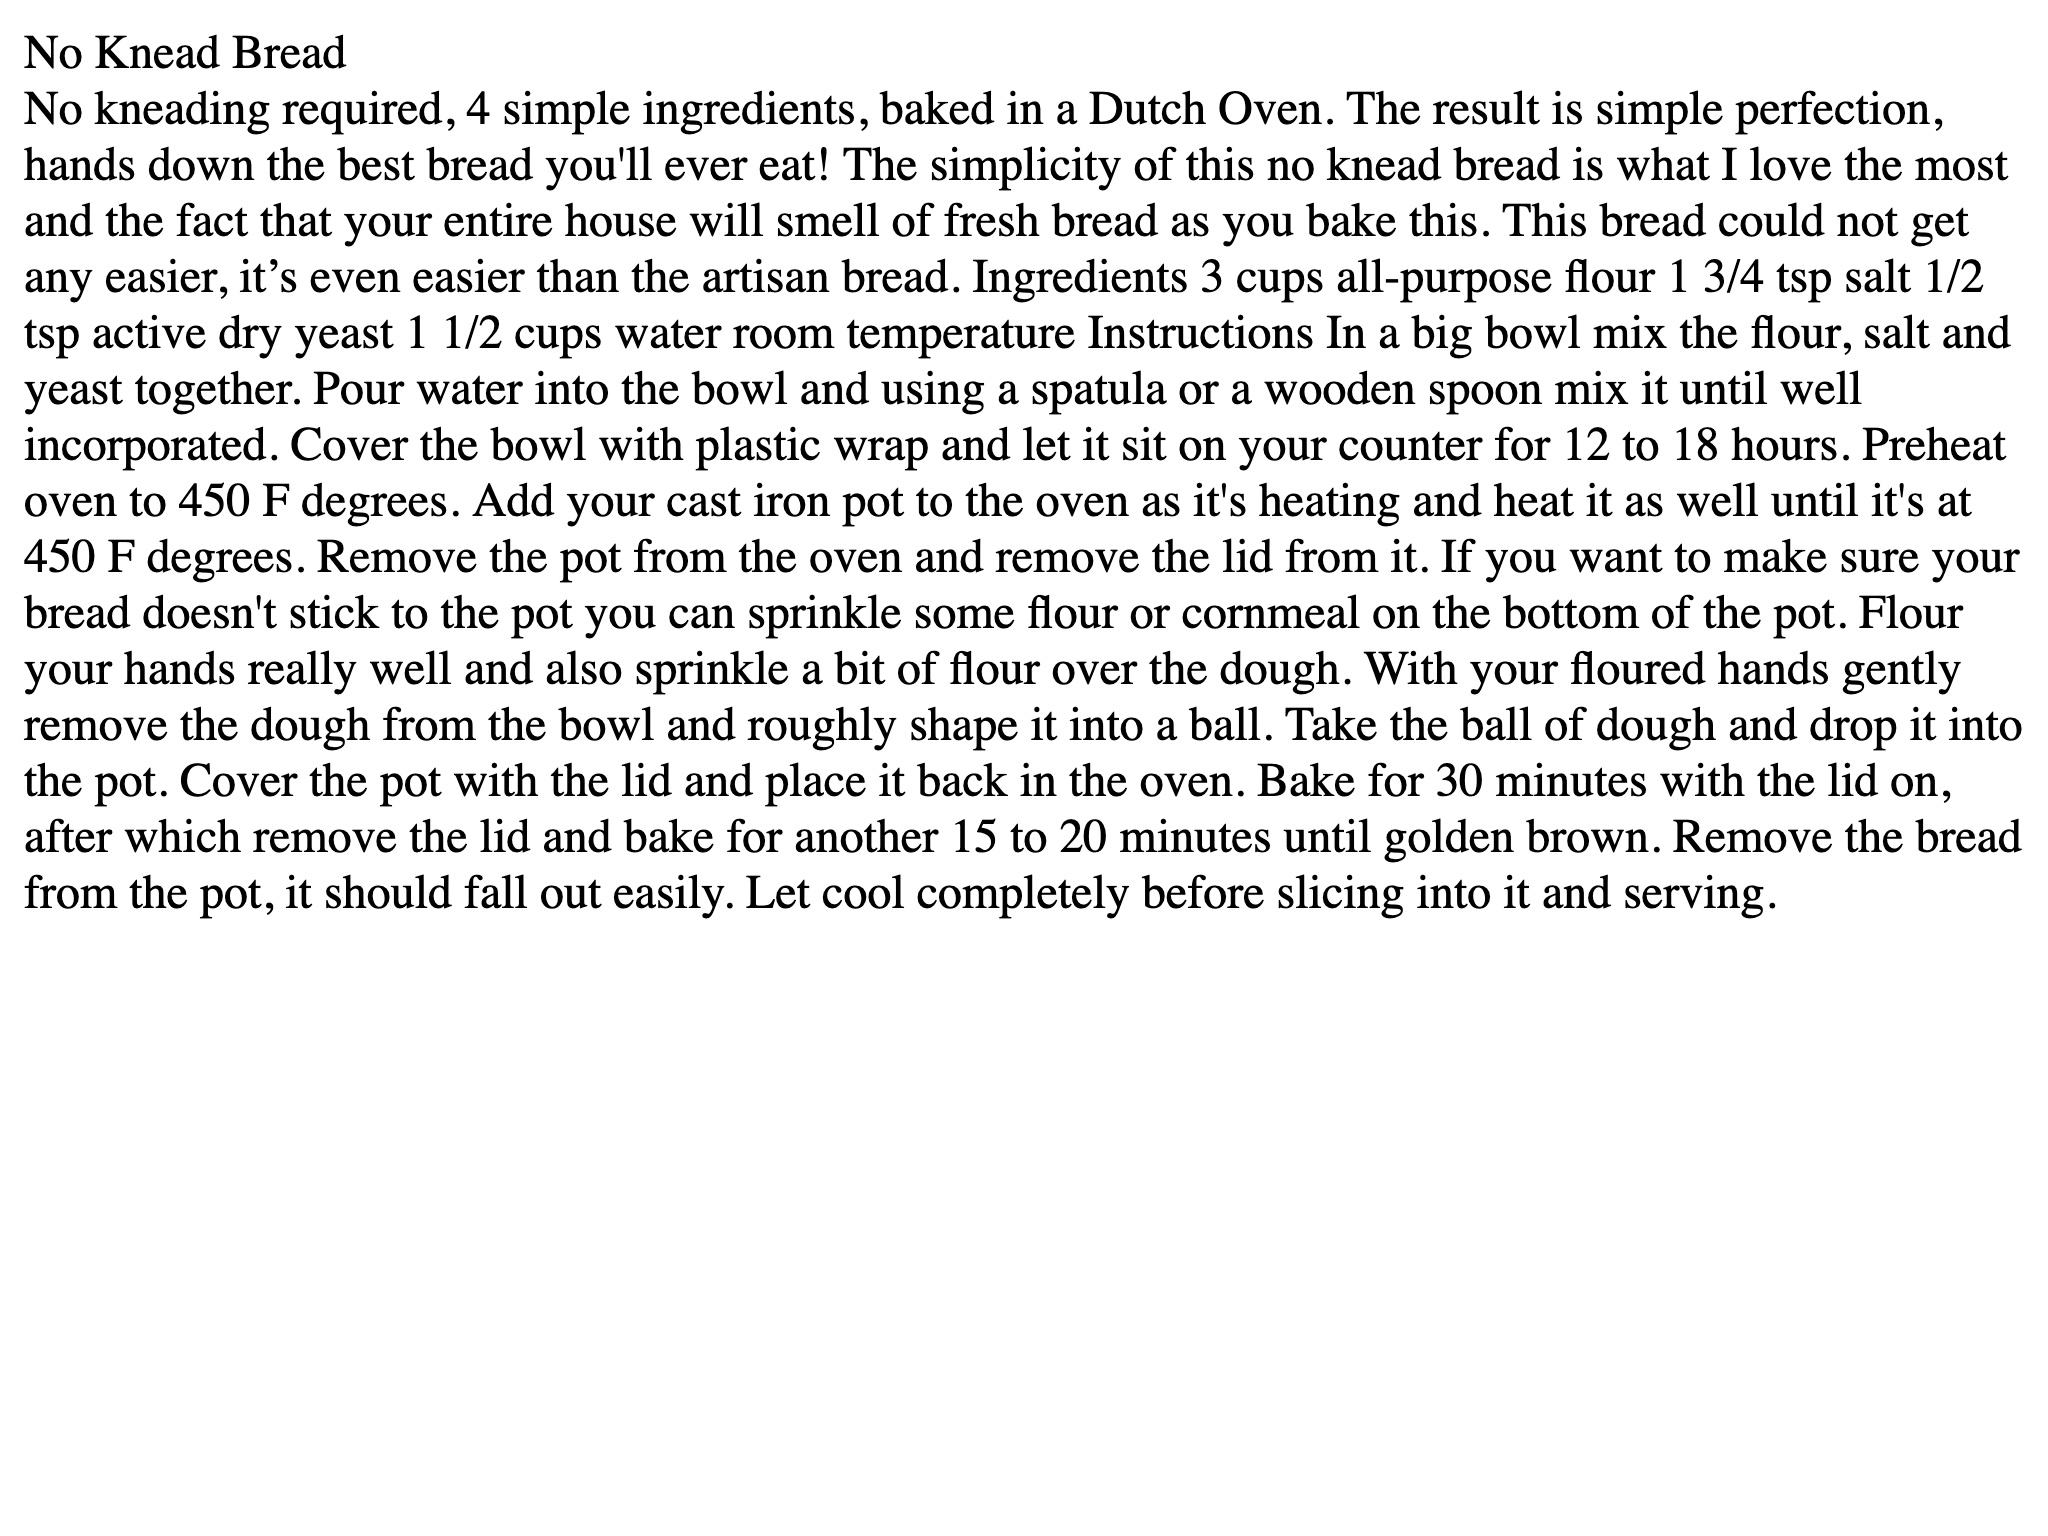 No Knead Bread
No kneading required, 4 simple ingredients, baked in a Dutch Oven. The result is simple perfection,
hands down the best bread you'll ever eat! The simplicity of this no knead bread is what I love the most
and the fact that your entire house will smell of fresh bread as you bake this. This bread could not get
any easier, it’s even easier than the artisan bread. Ingredients 3 cups all-purpose flour 1 3/4 tsp salt 1/2
tsp active dry yeast 1 1/2 cups water room temperature Instructions In a big bowl mix the flour, salt and
yeast together. Pour water into the bowl and using a spatula or a wooden spoon mix it until well
incorporated. Cover the bowl with plastic wrap and let it sit on your counter for 12 to 18 hours. Preheat
oven to 450 F degrees. Add your cast iron pot to the oven as it's heating and heat it as well until it's at
450 F degrees. Remove the pot from the oven and remove the lid from it. If you want to make sure your
bread doesn't stick to the pot you can sprinkle some flour or cornmeal on the bottom of the pot. Flour
your hands really well and also sprinkle a bit of flour over the dough. With your floured hands gently
remove the dough from the bowl and roughly shape it into a ball. Take the ball of dough and drop it into
the pot. Cover the pot with the lid and place it back in the oven. Bake for 30 minutes with the lid on,
after which remove the lid and bake for another 15 to 20 minutes until golden brown. Remove the bread
from the pot, it should fall out easily. Let cool completely before slicing into it and serving.